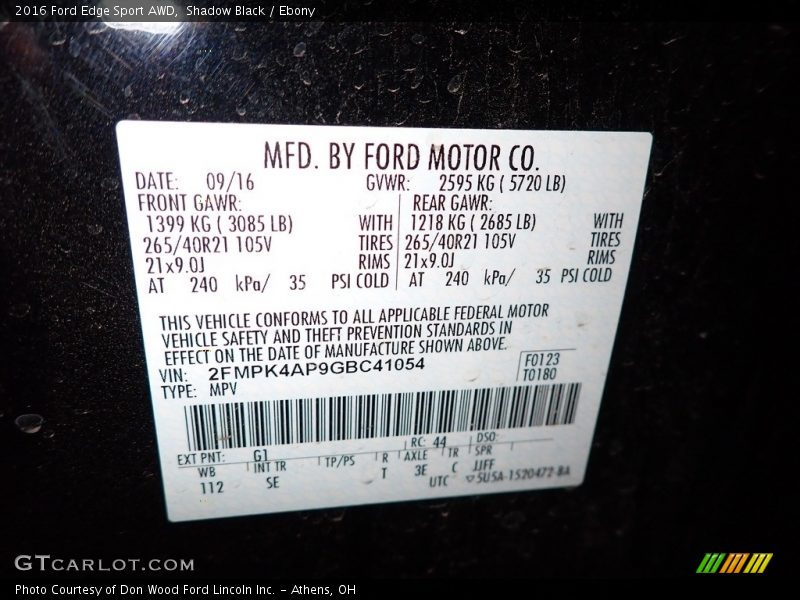 2016 Ford Edge Sport AWD,  Shadow Black / Ebony
MFD. BY FORD MOTOR CO.
DATE: 09/16 GVWR: 2595 KG ( 5720 LB)
FRONT GAWR: REAR GAWR:
1399 KG ( 3085 LB) WITH 1218 KG ( 2685 LB) WITH
265/40R21 105V TIRES 265/40R21 105V TIRES
21x9.0J RIMS 21x9.0J RIMS
AT 240 kPa/ 35 PSI COLD AT 240 kPa/ 35 PSI COLD
THIS VEHICLE CONFORMS TO ALL APPLICABLE FEDERAL MOTOR
VEHICLE SAFETY AND THEFT PREVENTION STANDARDS IN
EFFECT ON THE DATE OF MANUFACTURE SHOWN ABOVE.
VIN: 2FMPK4AP9GBC41054 F0123
TYPE: MPV T0180
EXT PNT: G1 RC: 44 DSO:
WB INT TR TP/PS R AXLE TR SPR
112 SE T 3E C JJFF
UTC ▽5U5A-1520472-BA
GTCARLOT.COM
Photo Courtesy of Don Wood Ford Lincoln Inc. - Athens, OH